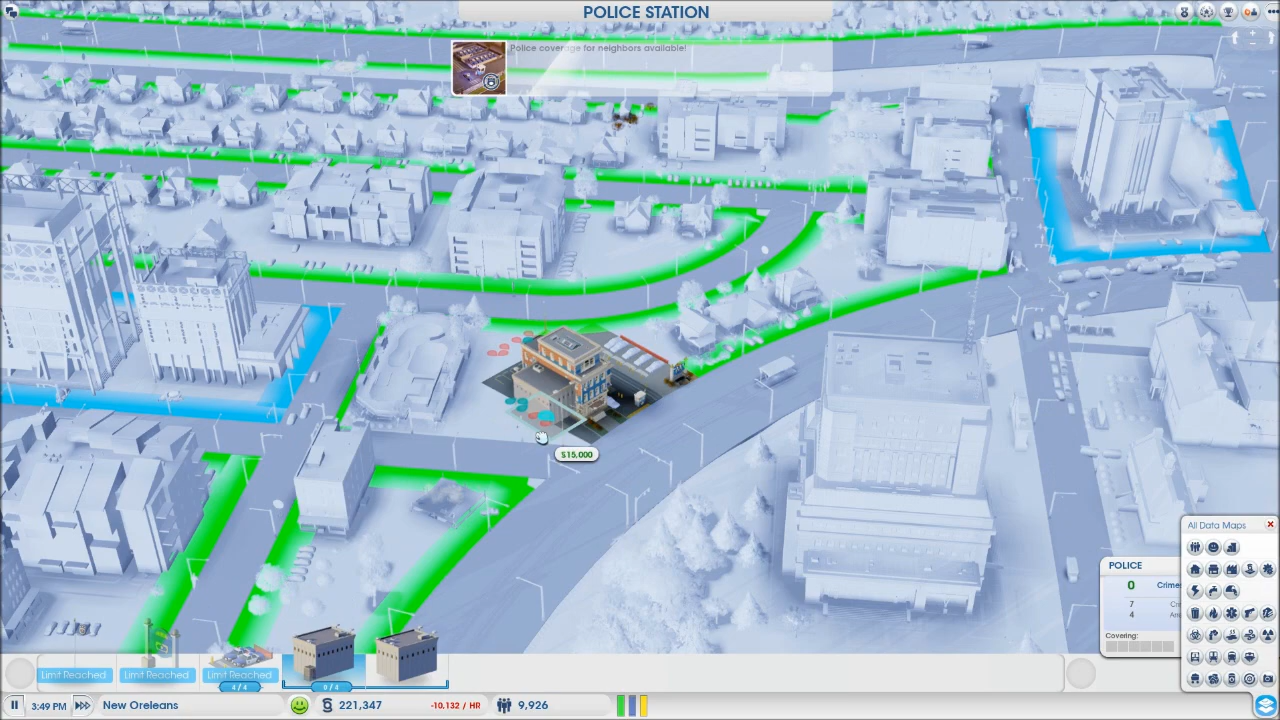 POLICE STATION
Police coverage for neighbors available!
§15,000
All Data Maps
POLICE
0 Crimes
7
4
Covering:
Limit Reached
Limit Reached
Limit Reached
4 / 4
0 / 4
3:49 PM
New Orleans
221,347
-10,132 / HR
9,926